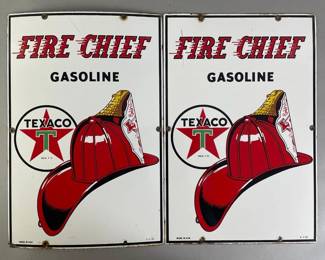 FIRE CHIEF
GASOLINE
TEXACO
T
FIRE CHIEF
GASOLINE
TEXACO
T